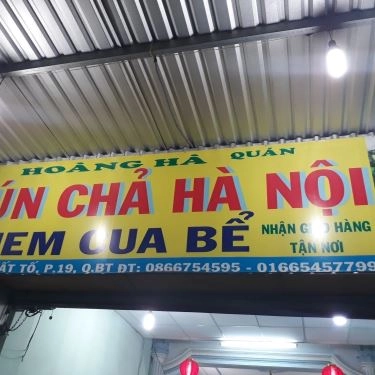 HOÀNG HÀ QUÁN
ÚN CHẢ HÀ NỘI
NEM CUA BỂ
NHẬN GIAO HÀNG
TẬN NƠI
ẤT TỐ, P.19, Q.BT ĐT: 0866754595 - 01665457799